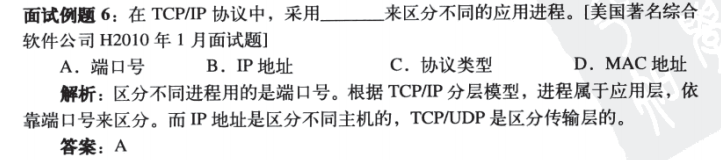 面试例题 6：在 TCP/IP 协议中，采用______来区分不同的应用进程。[美国著名综合
软件公司 H2010 年 1 月面试题]
A．端口号 B．IP 地址 C．协议类型 D．MAC 地址
解析：区分不同进程用的是端口号。根据 TCP/IP 分层模型，进程属于应用层，依
靠端口号来区分。而 IP 地址是区分不同主机的，TCP/UDP 是区分传输层的。
答案：A